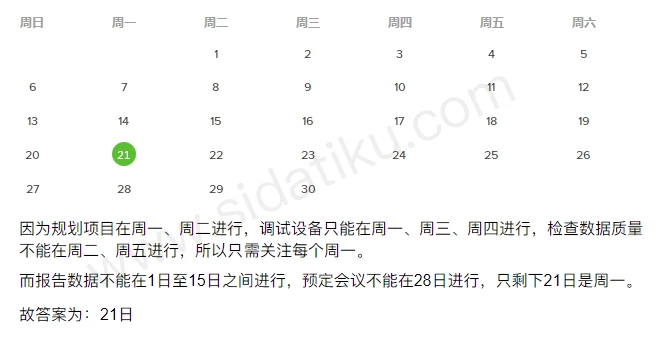 周日 周一 周二 周三 周四 周五 周六
1 2 3 4 5
6 7 8 9 10 11 12
13 14 15 16 17 18 19
20 21 22 23 24 25 26
27 28 29 30
因为规划项目在周一、周二进行，调试设备只能在周一、周三、周四进行，检查数据质量
不能在周二、周五进行，所以只需关注每个周一。
而报告数据不能在1日至15日之间进行，预定会议不能在28日进行，只剩下21日是周一。
故答案为：21日
www.sidatiku.com